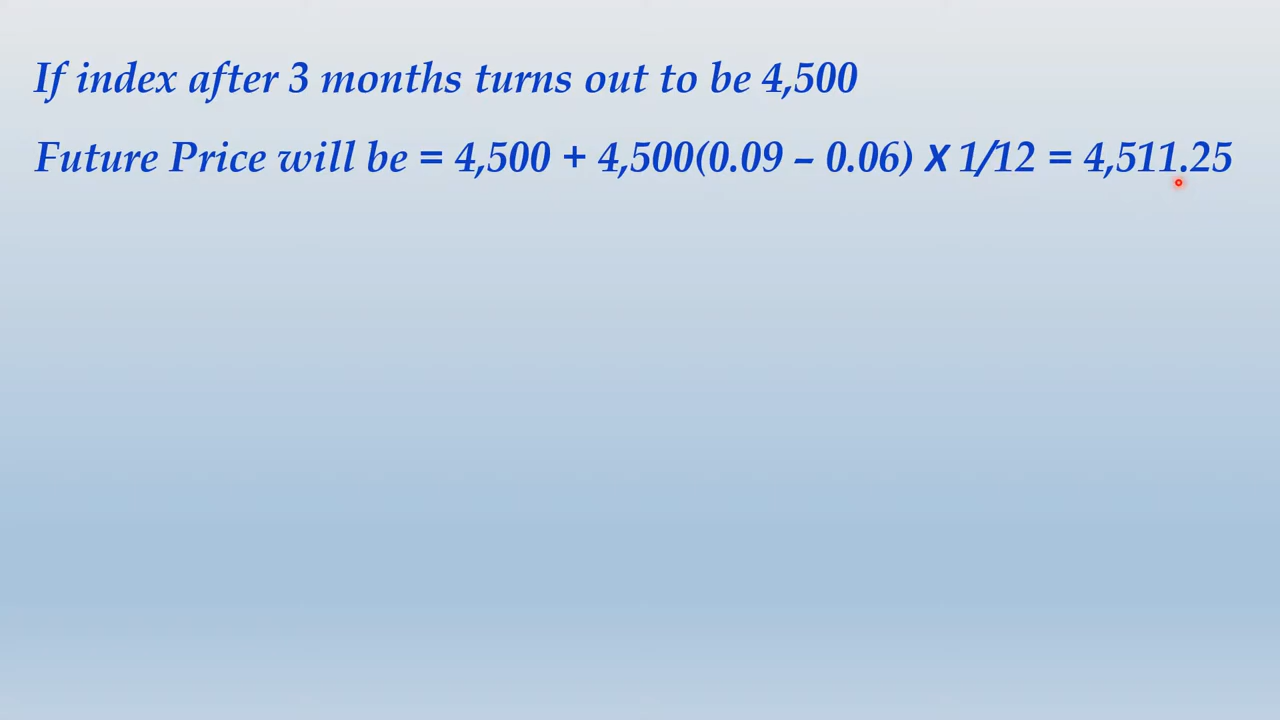 If index after 3 months turns out to be 4,500
Future Price will be = 4,500 + 4,500(0.09 – 0.06) x 1/12 = 4,511.25